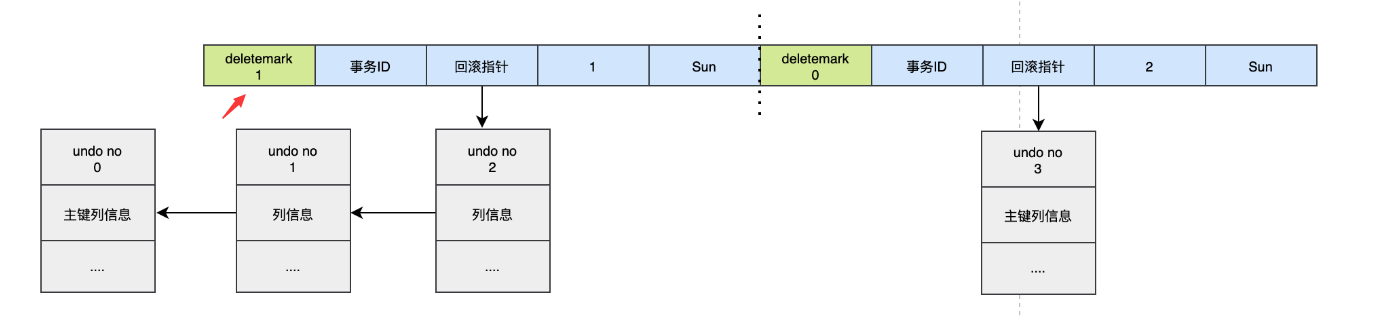 deletemark
1
事务ID
回滚指针
1
Sun
deletemark
0
事务ID
回滚指针
2
Sun
undo no
0
主键列信息
....
undo no
1
列信息
....
undo no
2
列信息
....
undo no
3
主键列信息
....